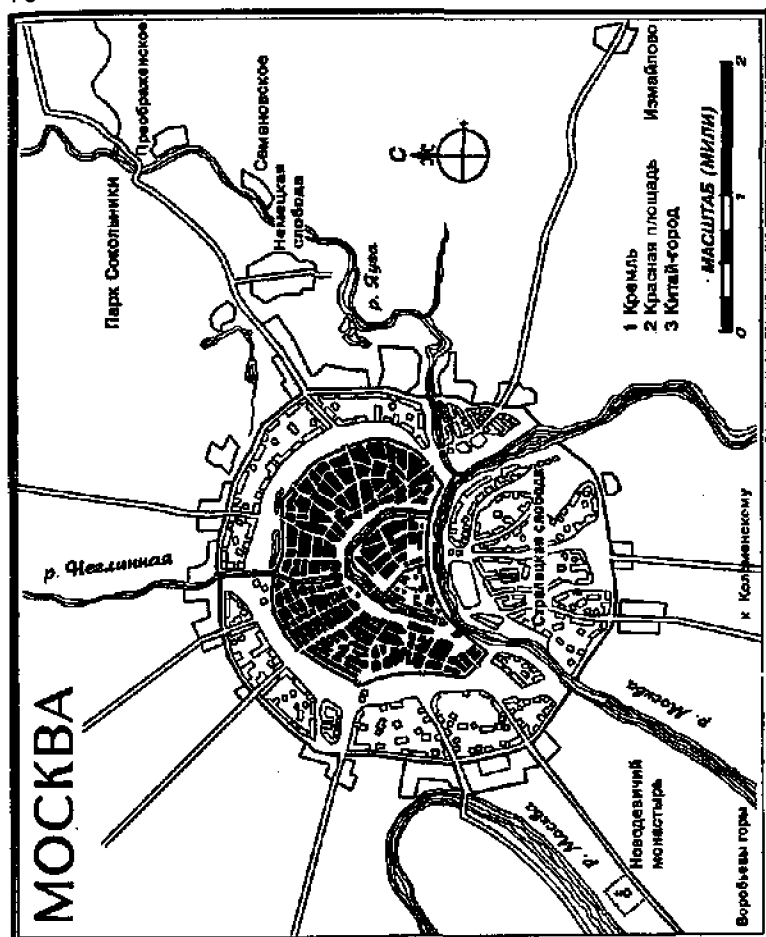 МОСКВА
р. Неглинная
Парк Сокольники
Преображенское
Семеновское
Немецкая
слобода
С
р. Яуза
Измайлово
1 Кремль
2 Красная площадь
3 Китай-город
МАСШТАБ (МИЛИ)
0 1 2
Стрелецкая слобода
р. Москва
р. Москва
Новодевичий
монастырь
Воробьевы горы
к Коломенскому